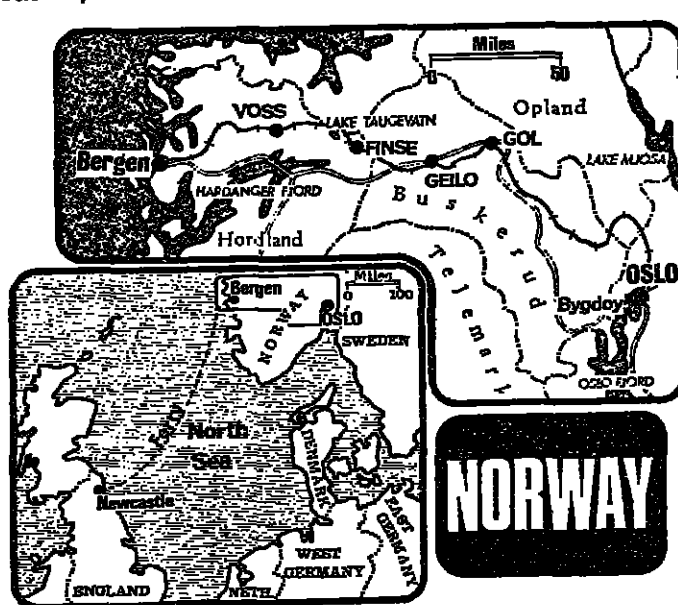 Miles
0 50
Opland
VOSS
LAKE TAUGEVATN
GOL
Bergen
FINSE
LAKE MJOSA
GEILO
HARDANGER FJORD
Buskerud
Hordland
Telemark
OSLO
Bygdoy
OSLO FJORD
Bergen
Miles
0 100
NORWAY
OSLO
SWEDEN
Ferry
North
Sea
DENMARK
Newcastle
EAST
GERMANY
WEST
GERMANY
ENGLAND
NETH.
NORWAY